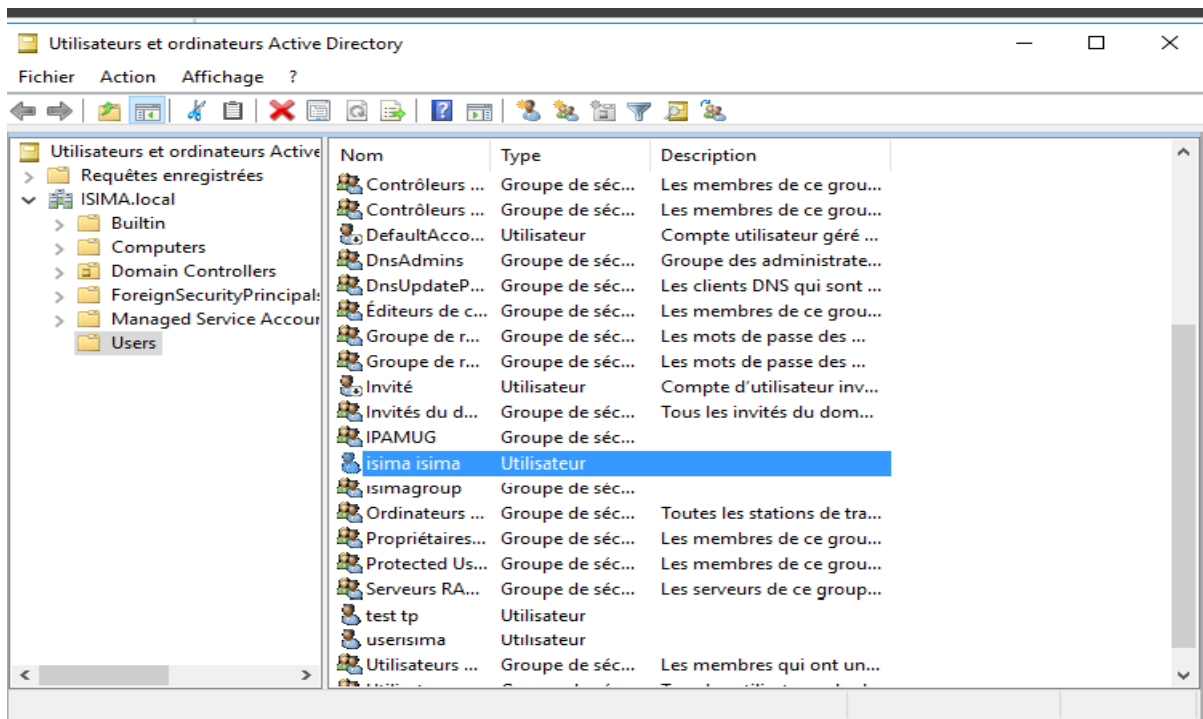 Utilisateurs et ordinateurs Active Directory
Fichier Action Affichage ?
Utilisateurs et ordinateurs Active
Requêtes enregistrées
ISIMA.local
Builtin
Computers
Domain Controllers
ForeignSecurityPrincipals
Managed Service Accour
Users
Nom Type Description
Contrôleurs ... Groupe de séc... Les membres de ce grou...
Contrôleurs ... Groupe de séc... Les membres de ce grou...
DefaultAcco... Utilisateur Compte utilisateur géré ...
DnsAdmins Groupe de séc... Groupe des administrate...
DnsUpdateP... Groupe de séc... Les clients DNS qui sont ...
Éditeurs de c... Groupe de séc... Les membres de ce grou...
Groupe de r... Groupe de séc... Les mots de passe des ...
Groupe de r... Groupe de séc... Les mots de passe des ...
Invité Utilisateur Compte d'utilisateur inv...
Invités du d... Groupe de séc... Tous les invités du dom...
IPAMUG Groupe de séc...
isima isima Utilisateur
isimagroup Groupe de séc...
Ordinateurs ... Groupe de séc... Toutes les stations de tra...
Propriétaires... Groupe de séc... Les membres de ce grou...
Protected Us... Groupe de séc... Les membres de ce grou...
Serveurs RA... Groupe de séc... Les serveurs de ce group...
test tp Utilisateur
userisima Utilisateur
Utilisateurs ... Groupe de séc... Les membres qui ont un...